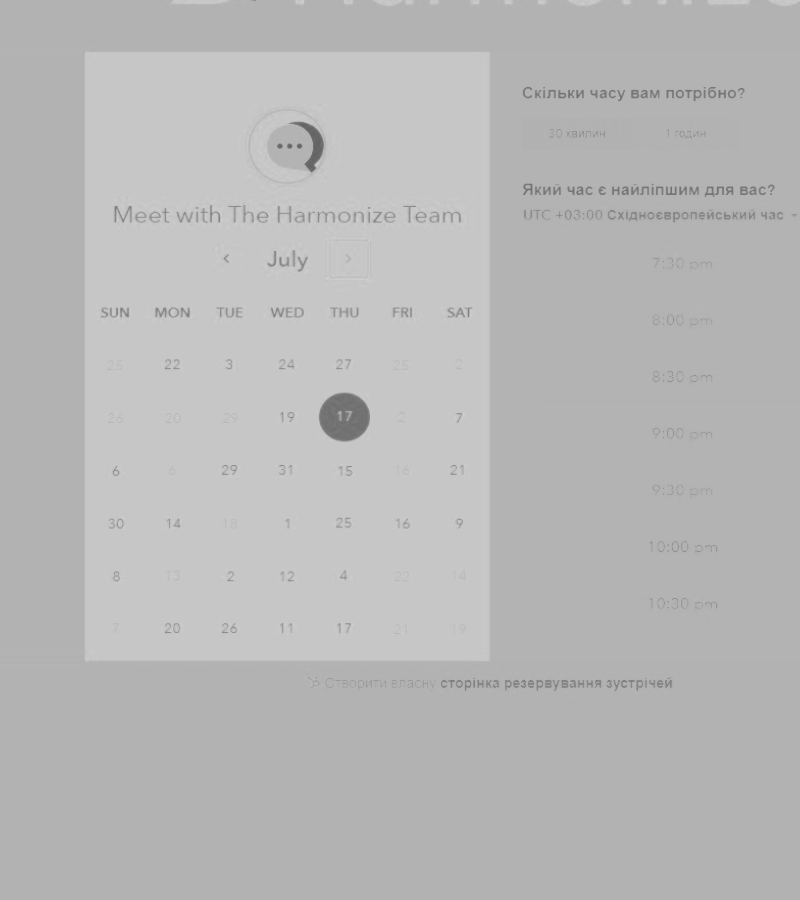 Meet with The Harmonize Team
July
SUN MON TUE WED THU FRI SAT
25 22 3 24 27 25 2
26 20 29 19 17 2 7
6 6 29 31 15 16 21
30 14 18 1 25 16 9
8 13 2 12 4 22 14
7 20 26 11 17 21 19
Скільки часу вам потрібно?
30 хвилин 1 годин
Який час є найліпшим для вас?
UTC +03:00 Східноєвропейський час
7:30 pm
8:00 pm
8:30 pm
9:00 pm
9:30 pm
10:00 pm
10:30 pm
Створити власну сторінка резервування зустрічей